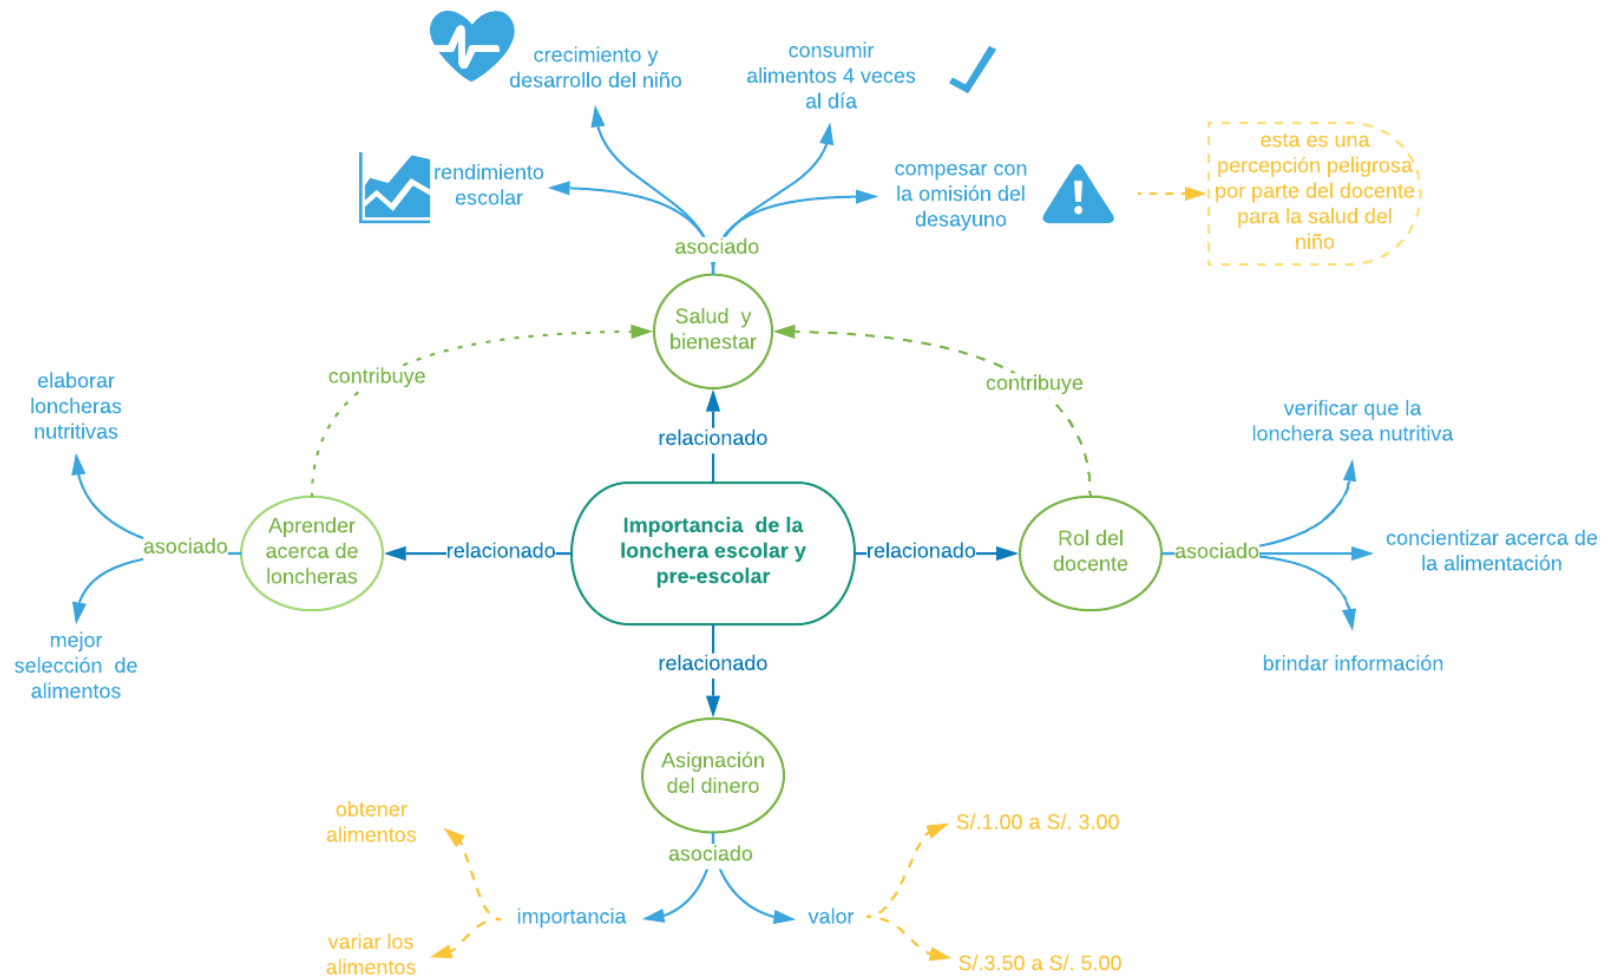 crecimiento y
desarrollo del niño
consumir
alimentos 4 veces
al día
rendimiento
escolar
compesar con
la omisión del
desayuno
esta es una
percepción peligrosa
por parte del docente
para la salud del
niño
asociado
Salud y
bienestar
contribuye
contribuye
relacionado
elaborar
loncheras
nutritivas
asociado
mejor
selección de
alimentos
Aprender
acerca de
loncheras
relacionado
Importancia de la
lonchera escolar y
pre-escolar
relacionado
Rol del
docente
asociado
verificar que la
lonchera sea nutritiva
concientizar acerca de
la alimentación
brindar información
relacionado
Asignación
del dinero
asociado
obtener
alimentos
importancia
variar los
alimentos
valor
S/.1.00 a S/. 3.00
S/.3.50 a S/. 5.00